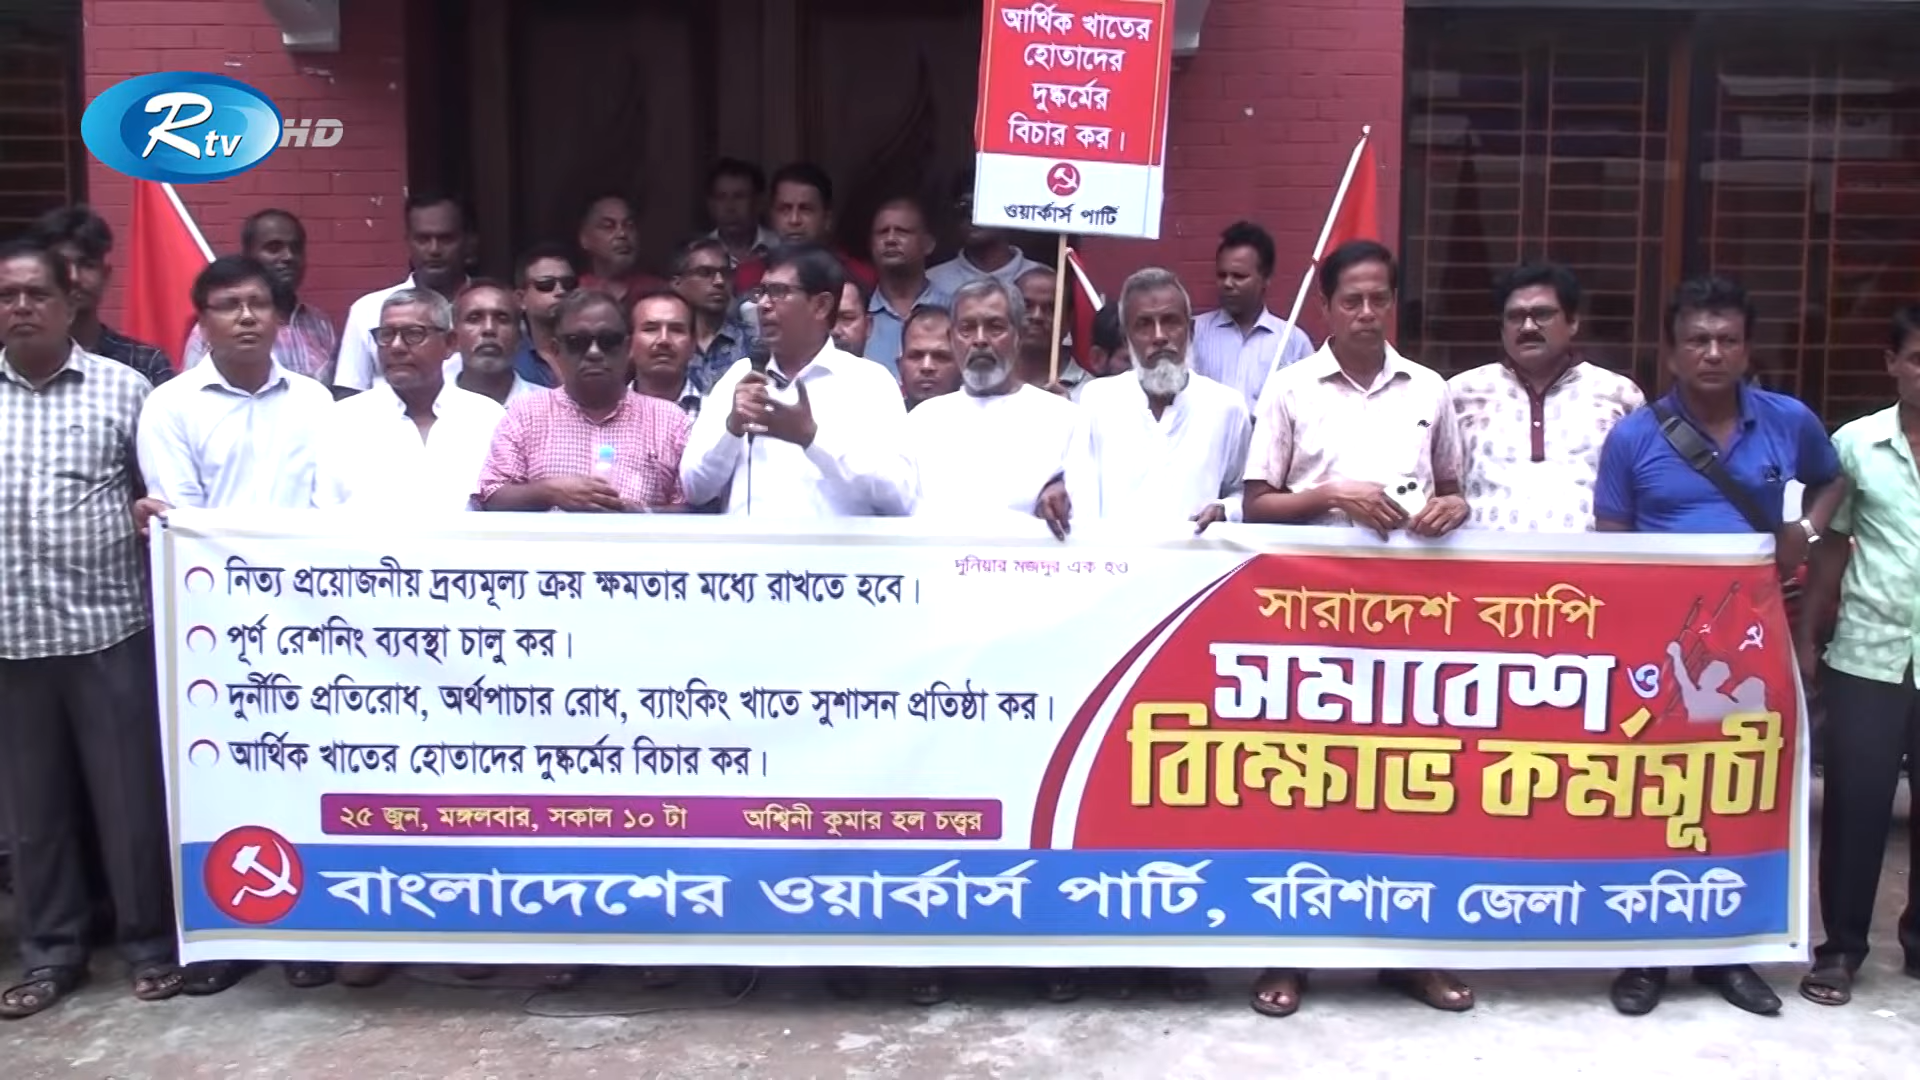 Rtv HD
আর্থিক খাতের
হোতাদের
দুষ্কর্মের
বিচার কর।
ওয়ার্কার্স পার্টি
দুনিয়ার মজদুর এক হও
নিত্য প্রয়োজনীয় দ্রব্যমূল্য ক্রয় ক্ষমতার মধ্যে রাখতে হবে।
পূর্ণ রেশনিং ব্যবস্থা চালু কর।
দুর্নীতি প্রতিরোধ, অর্থপাচার রোধ, ব্যাংকিং খাতে সুশাসন প্রতিষ্ঠা কর।
আর্থিক খাতের হোতাদের দুষ্কর্মের বিচার কর।
২৫ জুন, মঙ্গলবার, সকাল ১০ টা অশ্বিনী কুমার হল চত্ত্বর
সারাদেশ ব্যাপি
সমাবেশ ও
বিক্ষোভ কর্মসূচী
বাংলাদেশের ওয়ার্কার্স পার্টি, বরিশাল জেলা কমিটি